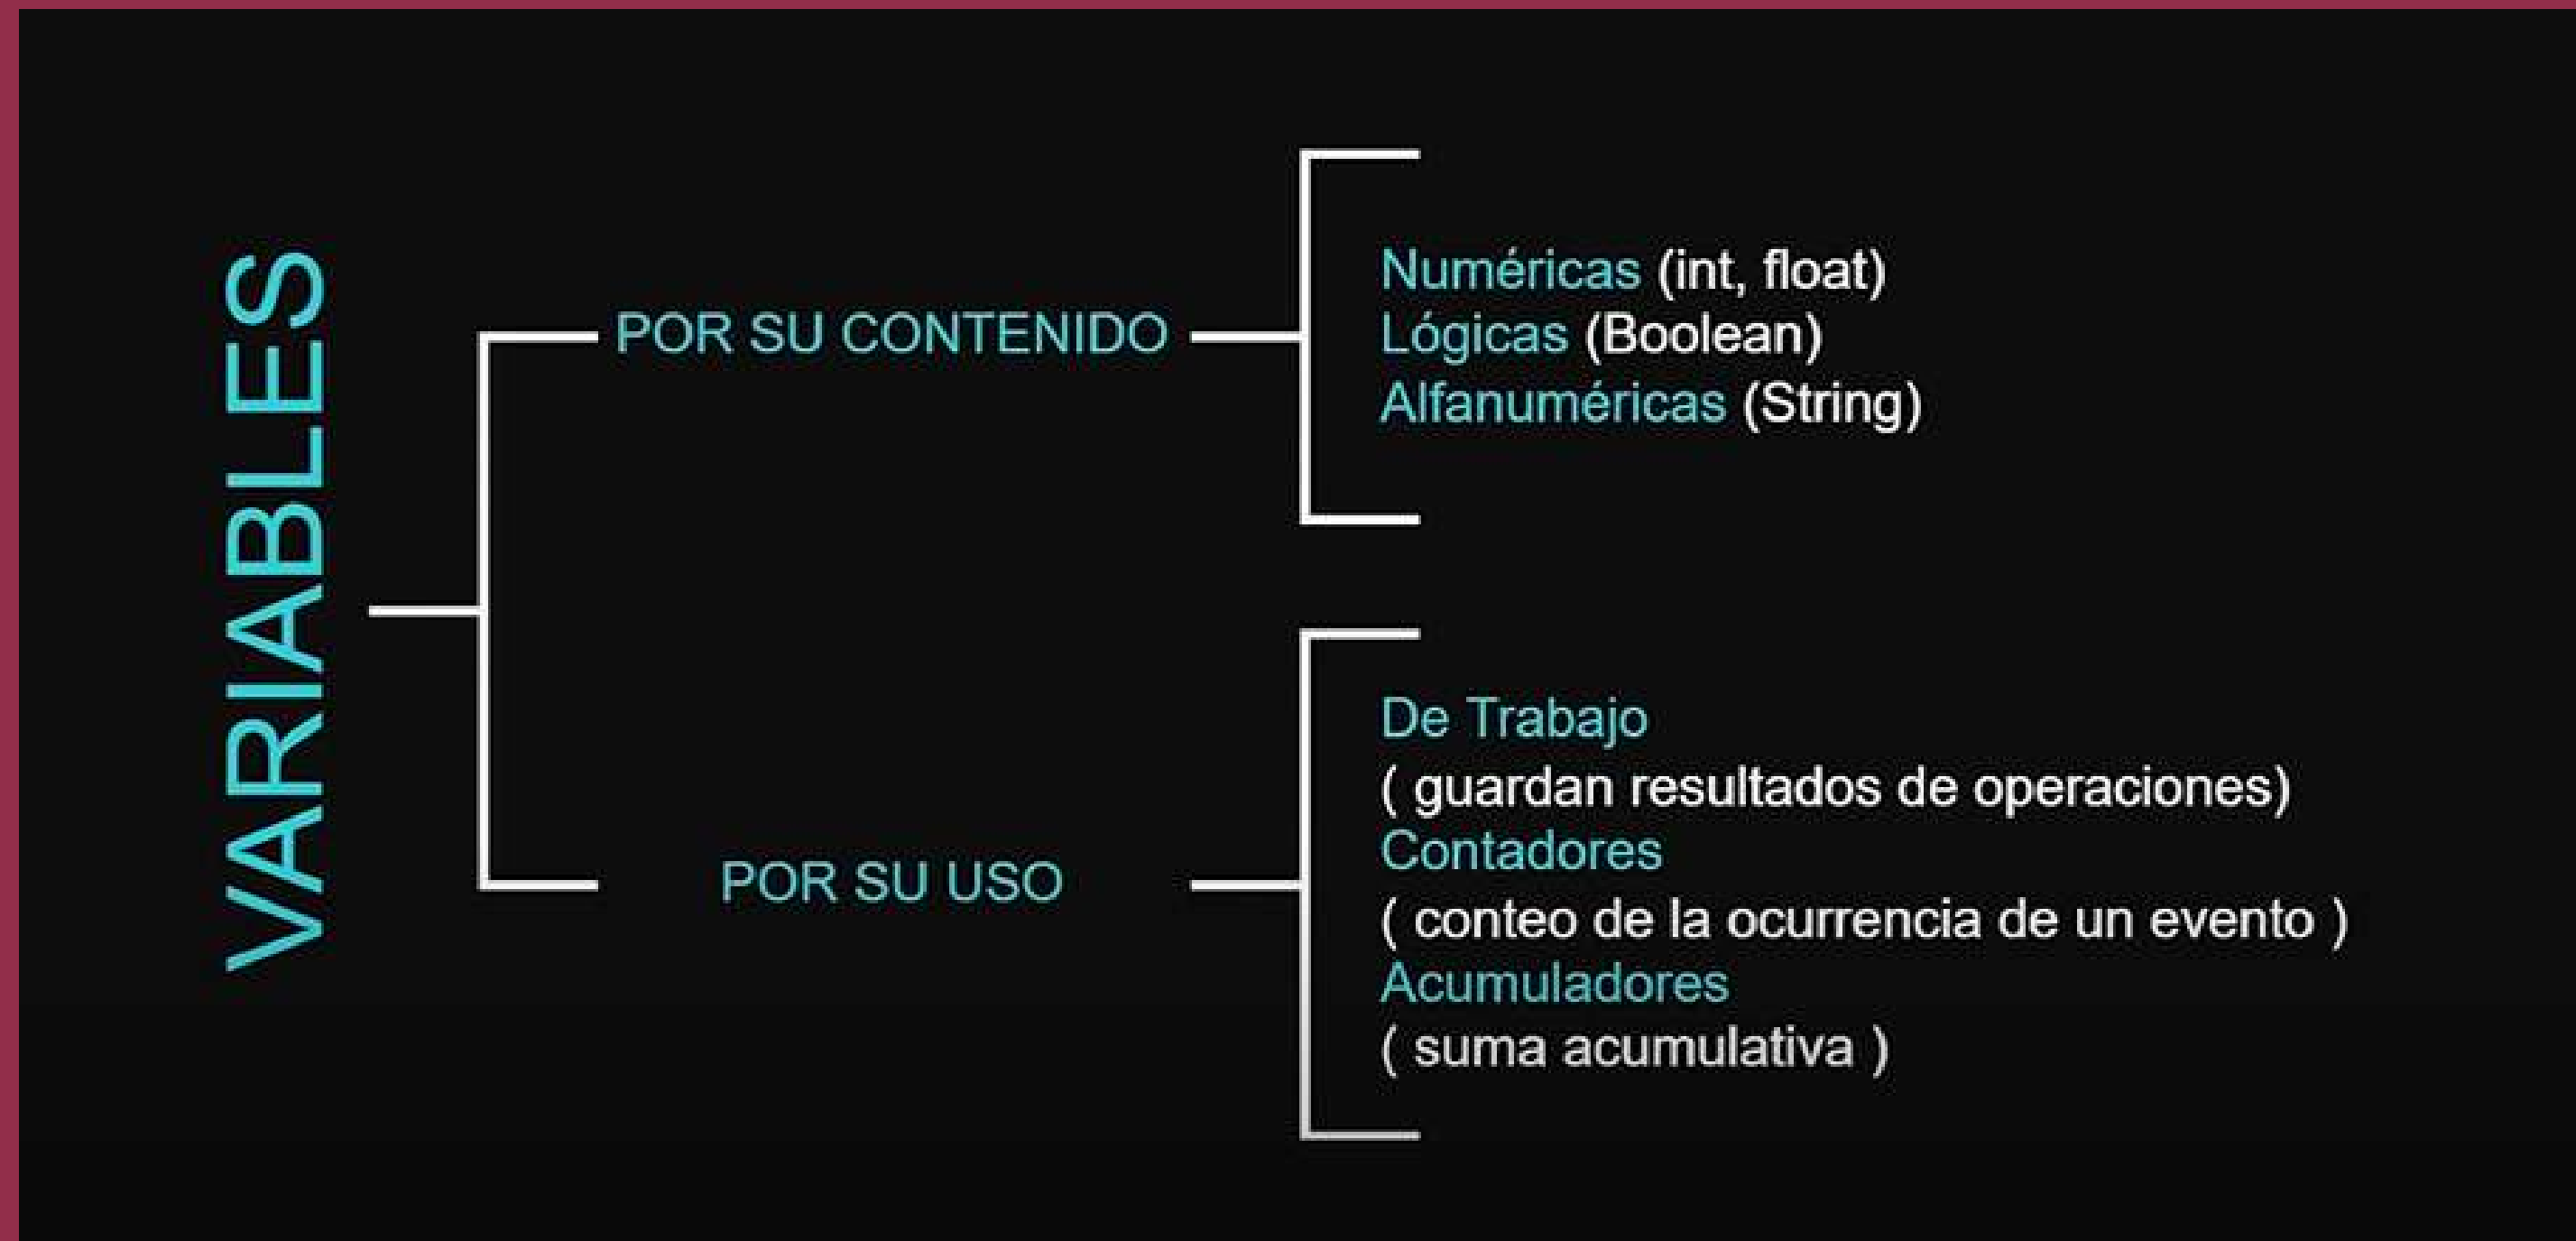 VARIABLES
POR SU CONTENIDO
Numéricas (int, float)
Lógicas (Boolean)
Alfanuméricas (String)
POR SU USO
De Trabajo
( guardan resultados de operaciones)
Contadores
( conteo de la ocurrencia de un evento )
Acumuladores
( suma acumulativa )